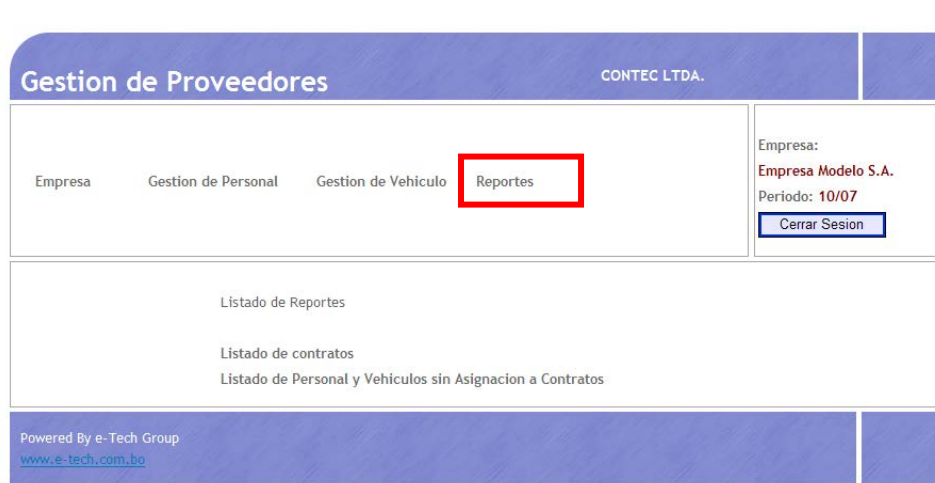 Gestion de Proveedores
CONTEC LTDA.
Empresa
Gestion de Personal
Gestion de Vehiculo
Reportes
Empresa:
Empresa Modelo S.A.
Periodo: 10/07
Cerrar Sesion
Listado de Reportes
Listado de contratos
Listado de Personal y Vehiculos sin Asignacion a Contratos
Powered By e-Tech Group
www.e-tech.com.bo